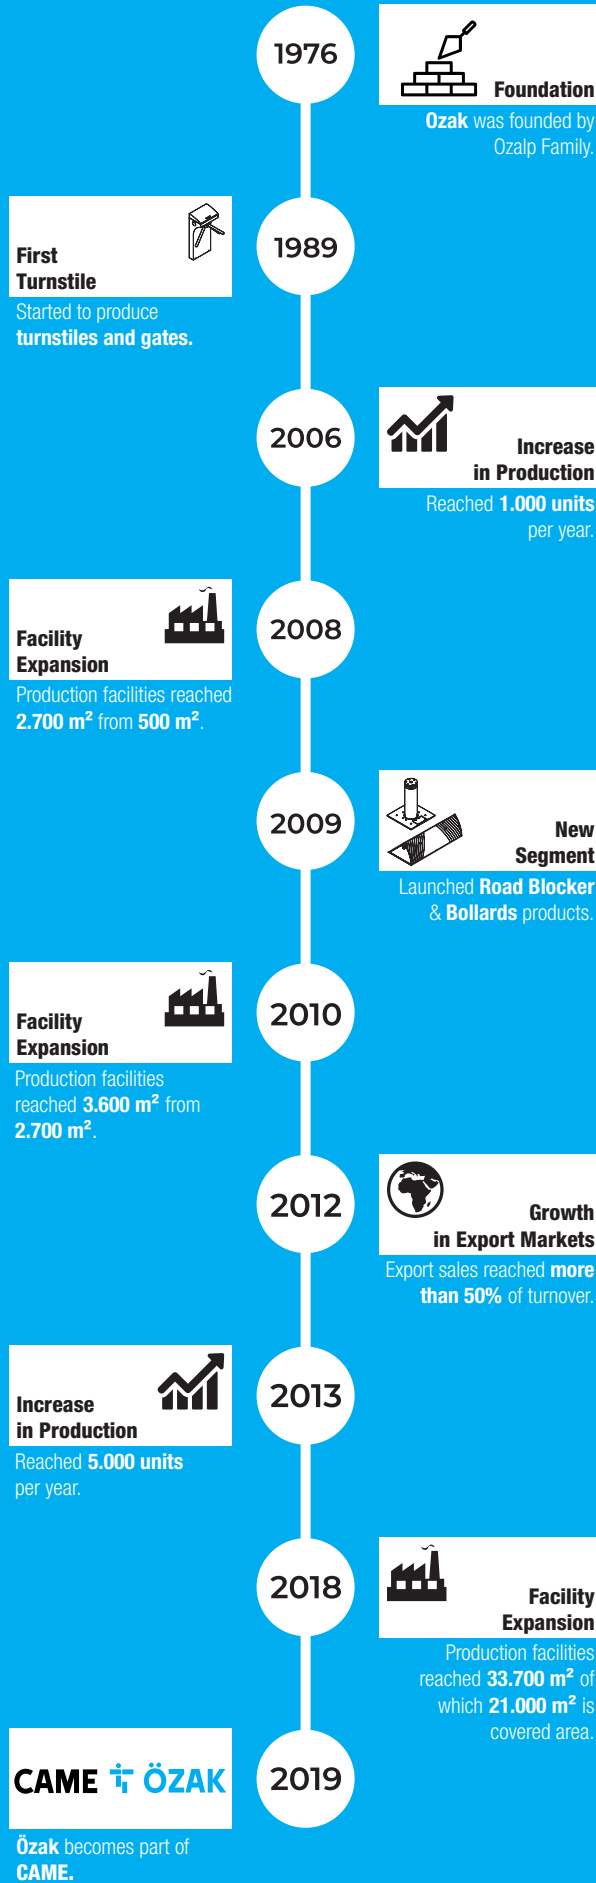 1976
Foundation
Ozak was founded by
Ozalp Family.
1989
First
Turnstile
Started to produce
turnstiles and gates.
2006
Increase
in Production
Reached 1.000 units
per year.
2008
Facility
Expansion
Production facilities reached
2.700 m² from 500 m².
2009
New
Segment
Launched Road Blocker
& Bollards products.
2010
Facility
Expansion
Production facilities
reached 3.600 m² from
2.700 m².
2012
Growth
in Export Markets
Export sales reached more
than 50% of turnover.
2013
Increase
in Production
Reached 5.000 units
per year.
2018
Facility
Expansion
Production facilities
reached 33.700 m² of
which 21.000 m² is
covered area.
2019
CAME ÖZAK
Özak becomes part of
CAME.